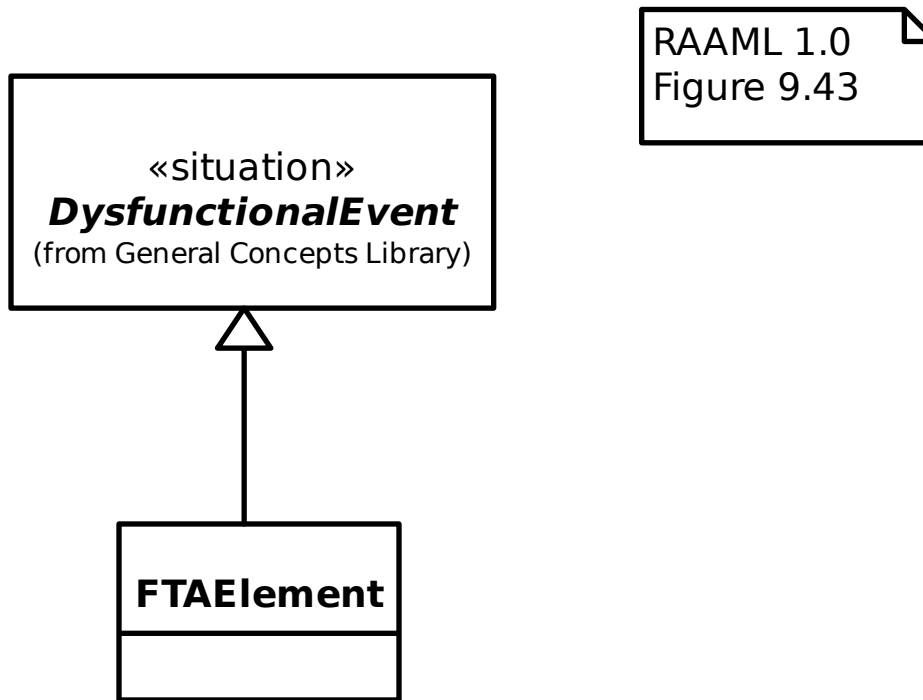 RAAML 1.0
Figure 9.43
«situation»
DysfunctionalEvent
(from General Concepts Library)
FTAElement